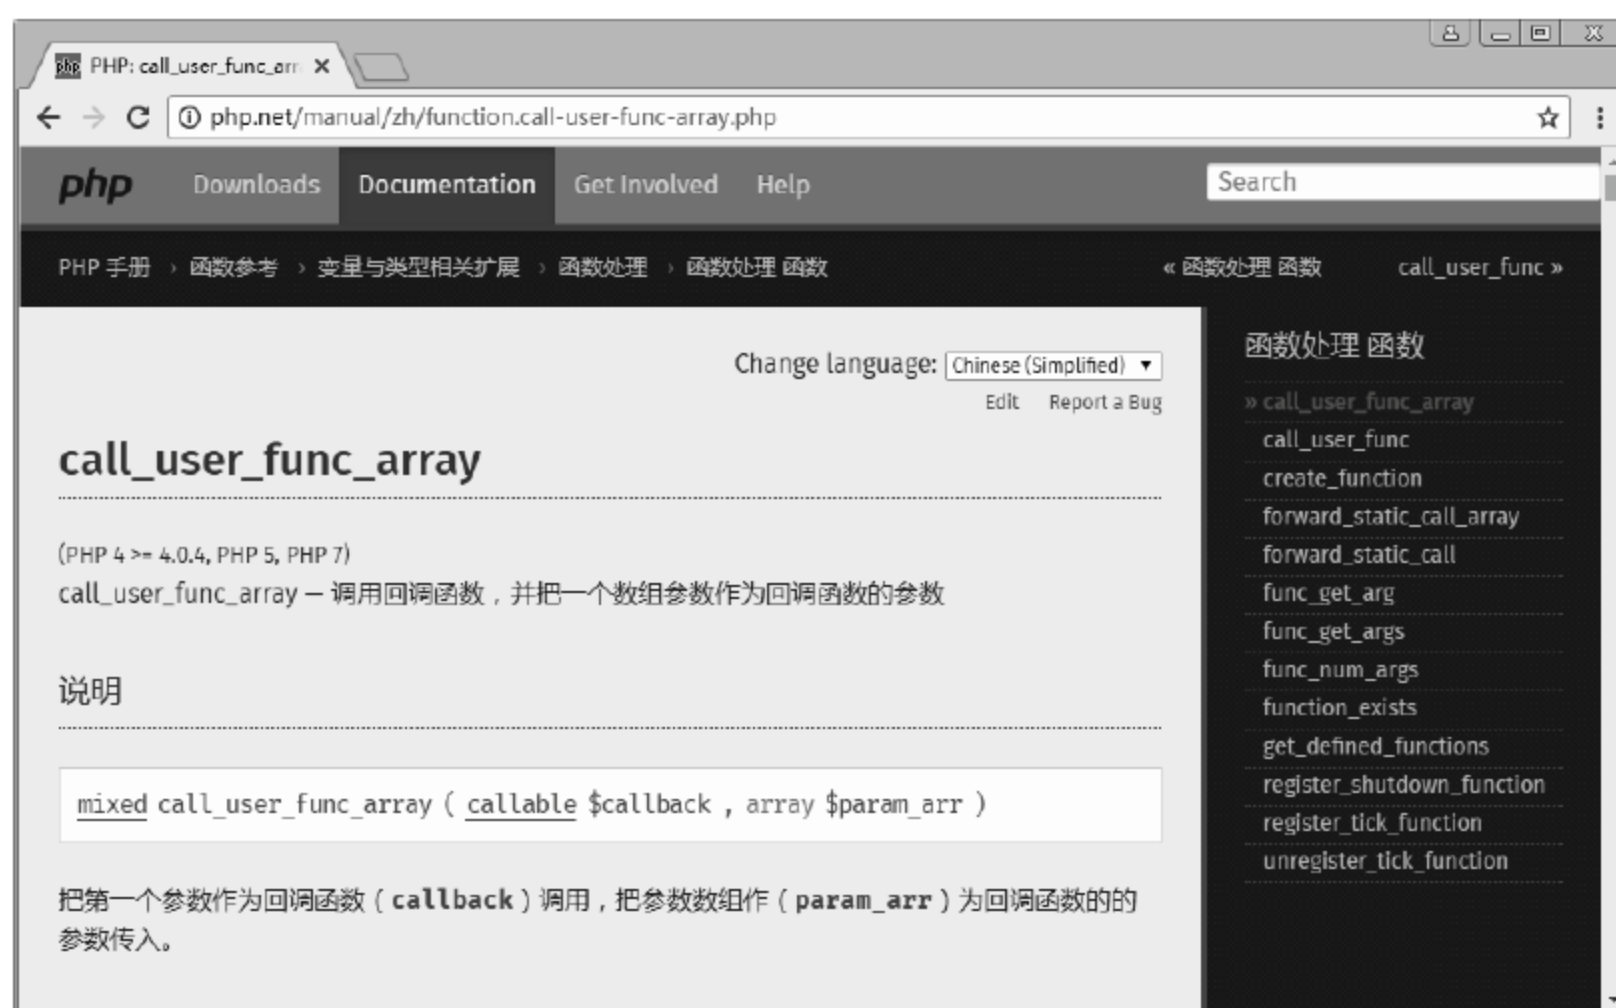 PHP: call_user_func_arr
php.net/manual/zh/function.call-user-func-array.php
php Downloads Documentation Get Involved Help Search
PHP 手册 › 函数参考 › 变量与类型相关扩展 › 函数处理 › 函数处理 函数 « 函数处理 函数 call_user_func »
Change language: Chinese (Simplified)
Edit Report a Bug
call_user_func_array
(PHP 4 >= 4.0.4, PHP 5, PHP 7)
call_user_func_array — 调用回调函数，并把一个数组参数作为回调函数的参数
说明
mixed call_user_func_array ( callable $callback , array $param_arr )
把第一个参数作为回调函数（callback）调用，把参数数组作（param_arr）为回调函数的的
参数传入。
函数处理 函数
» call_user_func_array
call_user_func
create_function
forward_static_call_array
forward_static_call
func_get_arg
func_get_args
func_num_args
function_exists
get_defined_functions
register_shutdown_function
register_tick_function
unregister_tick_function